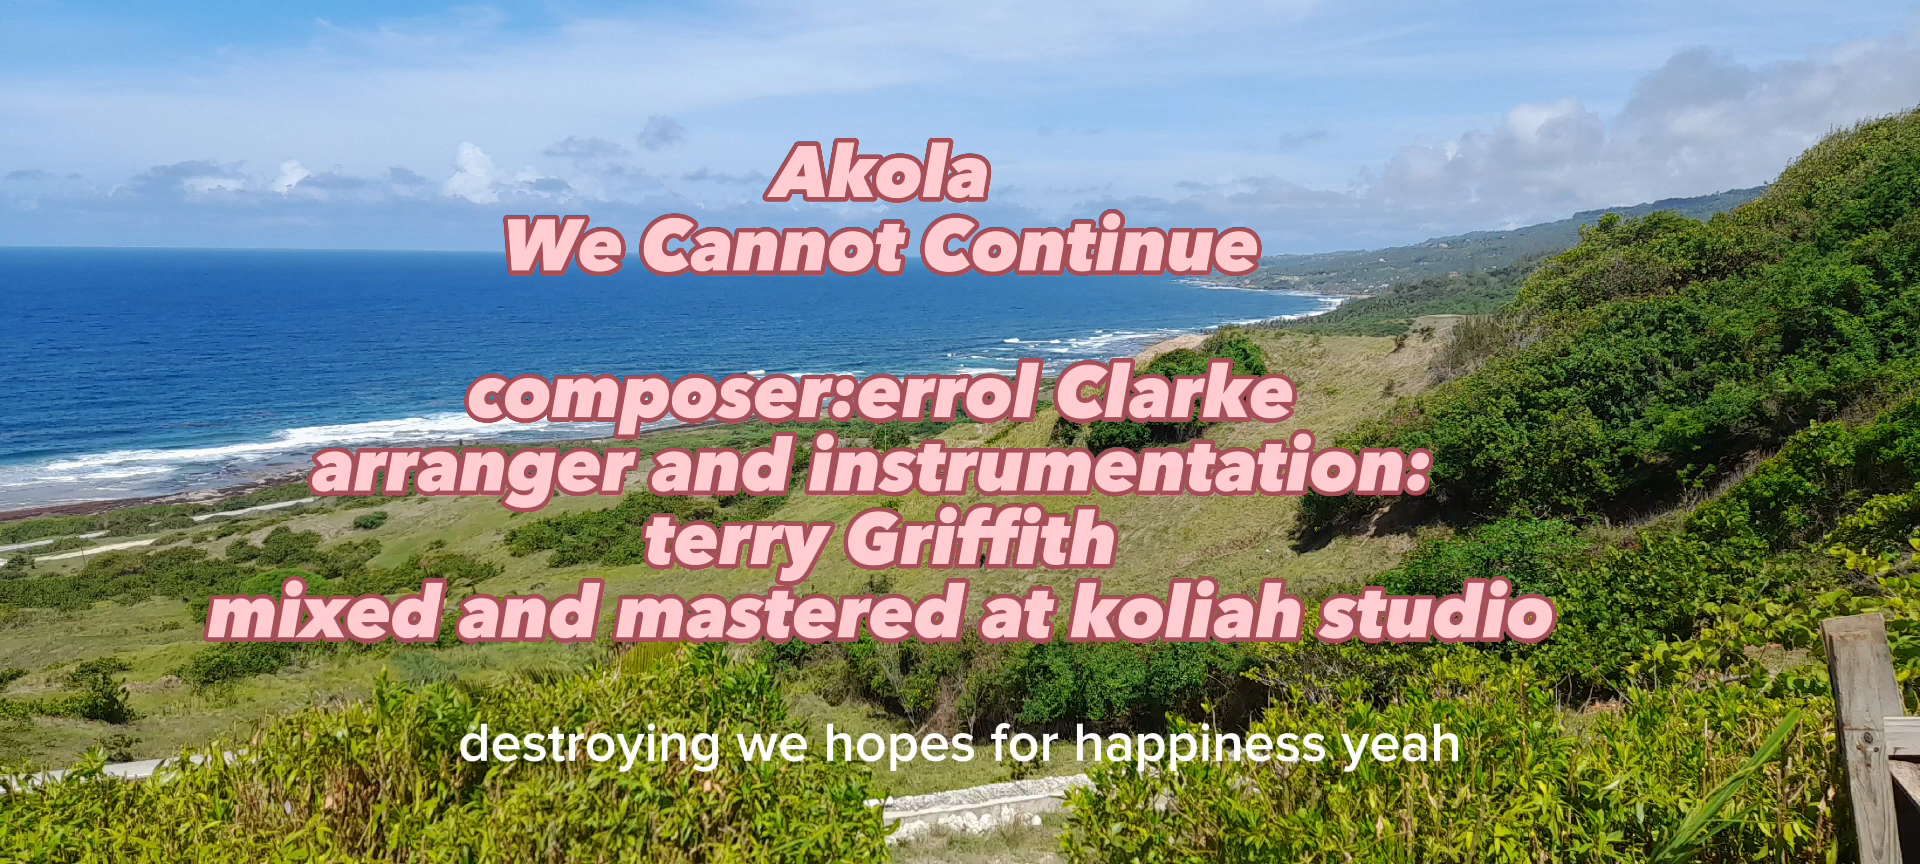 Akola
We Cannot Continue
composer:errol Clarke
arranger and instrumentation:
terry Griffith
mixed and mastered at koliah studio
destroying we hopes for happiness yeah